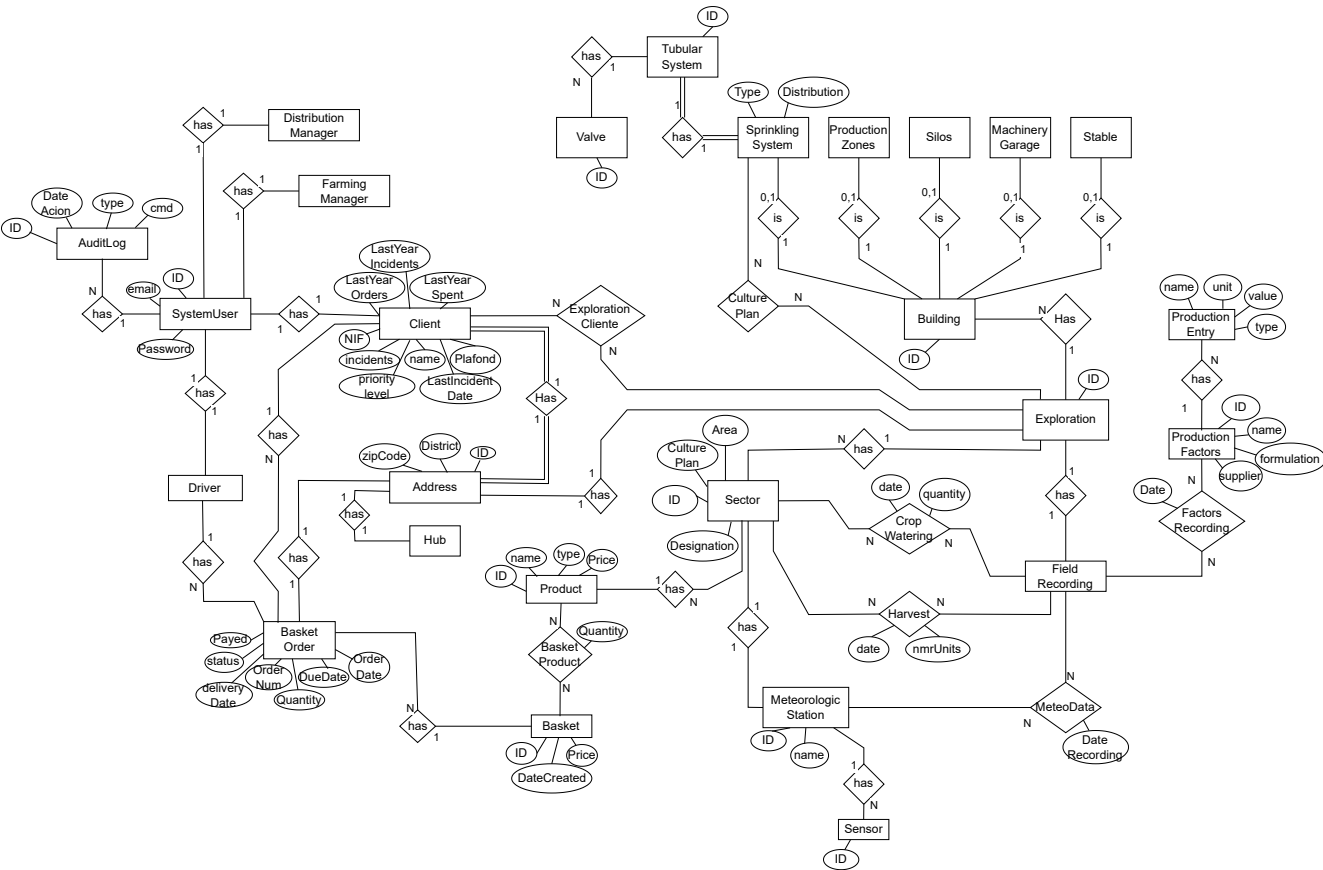 ID
Tubular
System
has
1
N
1
Type
Distribution
Valve
has
1
Sprinkling
System
Production
Zones
Silos
Machinery
Garage
Stable
ID
has
1
1
Distribution
Manager
has
1
1
Farming
Manager
Date
Acion
type
cmd
ID
AuditLog
N
has
1
email
ID
SystemUser
Password
has
1
1
LastYear
Incidents
LastYear
Orders
LastYear
Spent
Client
NIF
incidents
name
Plafond
priority
level
LastIncident
Date
N
Exploration
Cliente
N
0,1
is
1
0,1
is
1
0,1
is
1
0,1
is
1
0,1
is
1
N
Culture
Plan
N
Building
ID
N
Has
1
name
unit
value
type
Production
Entry
N
has
1
ID
name
formulation
supplier
Production
Factors
N
Date
Factors
Recording
N
ID
Exploration
1
has
1
1
has
1
Driver
1
has
N
1
has
N
1
Has
1
zipCode
District
ID
Address
1
has
1
Hub
1
has
1
Area
Culture
Plan
ID
Sector
Designation
N
has
1
date
quantity
Crop
Watering
N
N
Field
Recording
1
has
1
name
type
Price
ID
Product
1
has
N
N
Harvest
N
date
nmrUnits
Payed
status
delivery
Date
Order
Num
Quantity
DueDate
Order
Date
Basket
Order
N
Basket
Product
Quantity
N
1
has
1
N
has
1
Basket
ID
DateCreated
Price
Meteorologic
Station
ID
name
N
MeteoData
N
Date
Recording
1
has
N
Sensor
ID